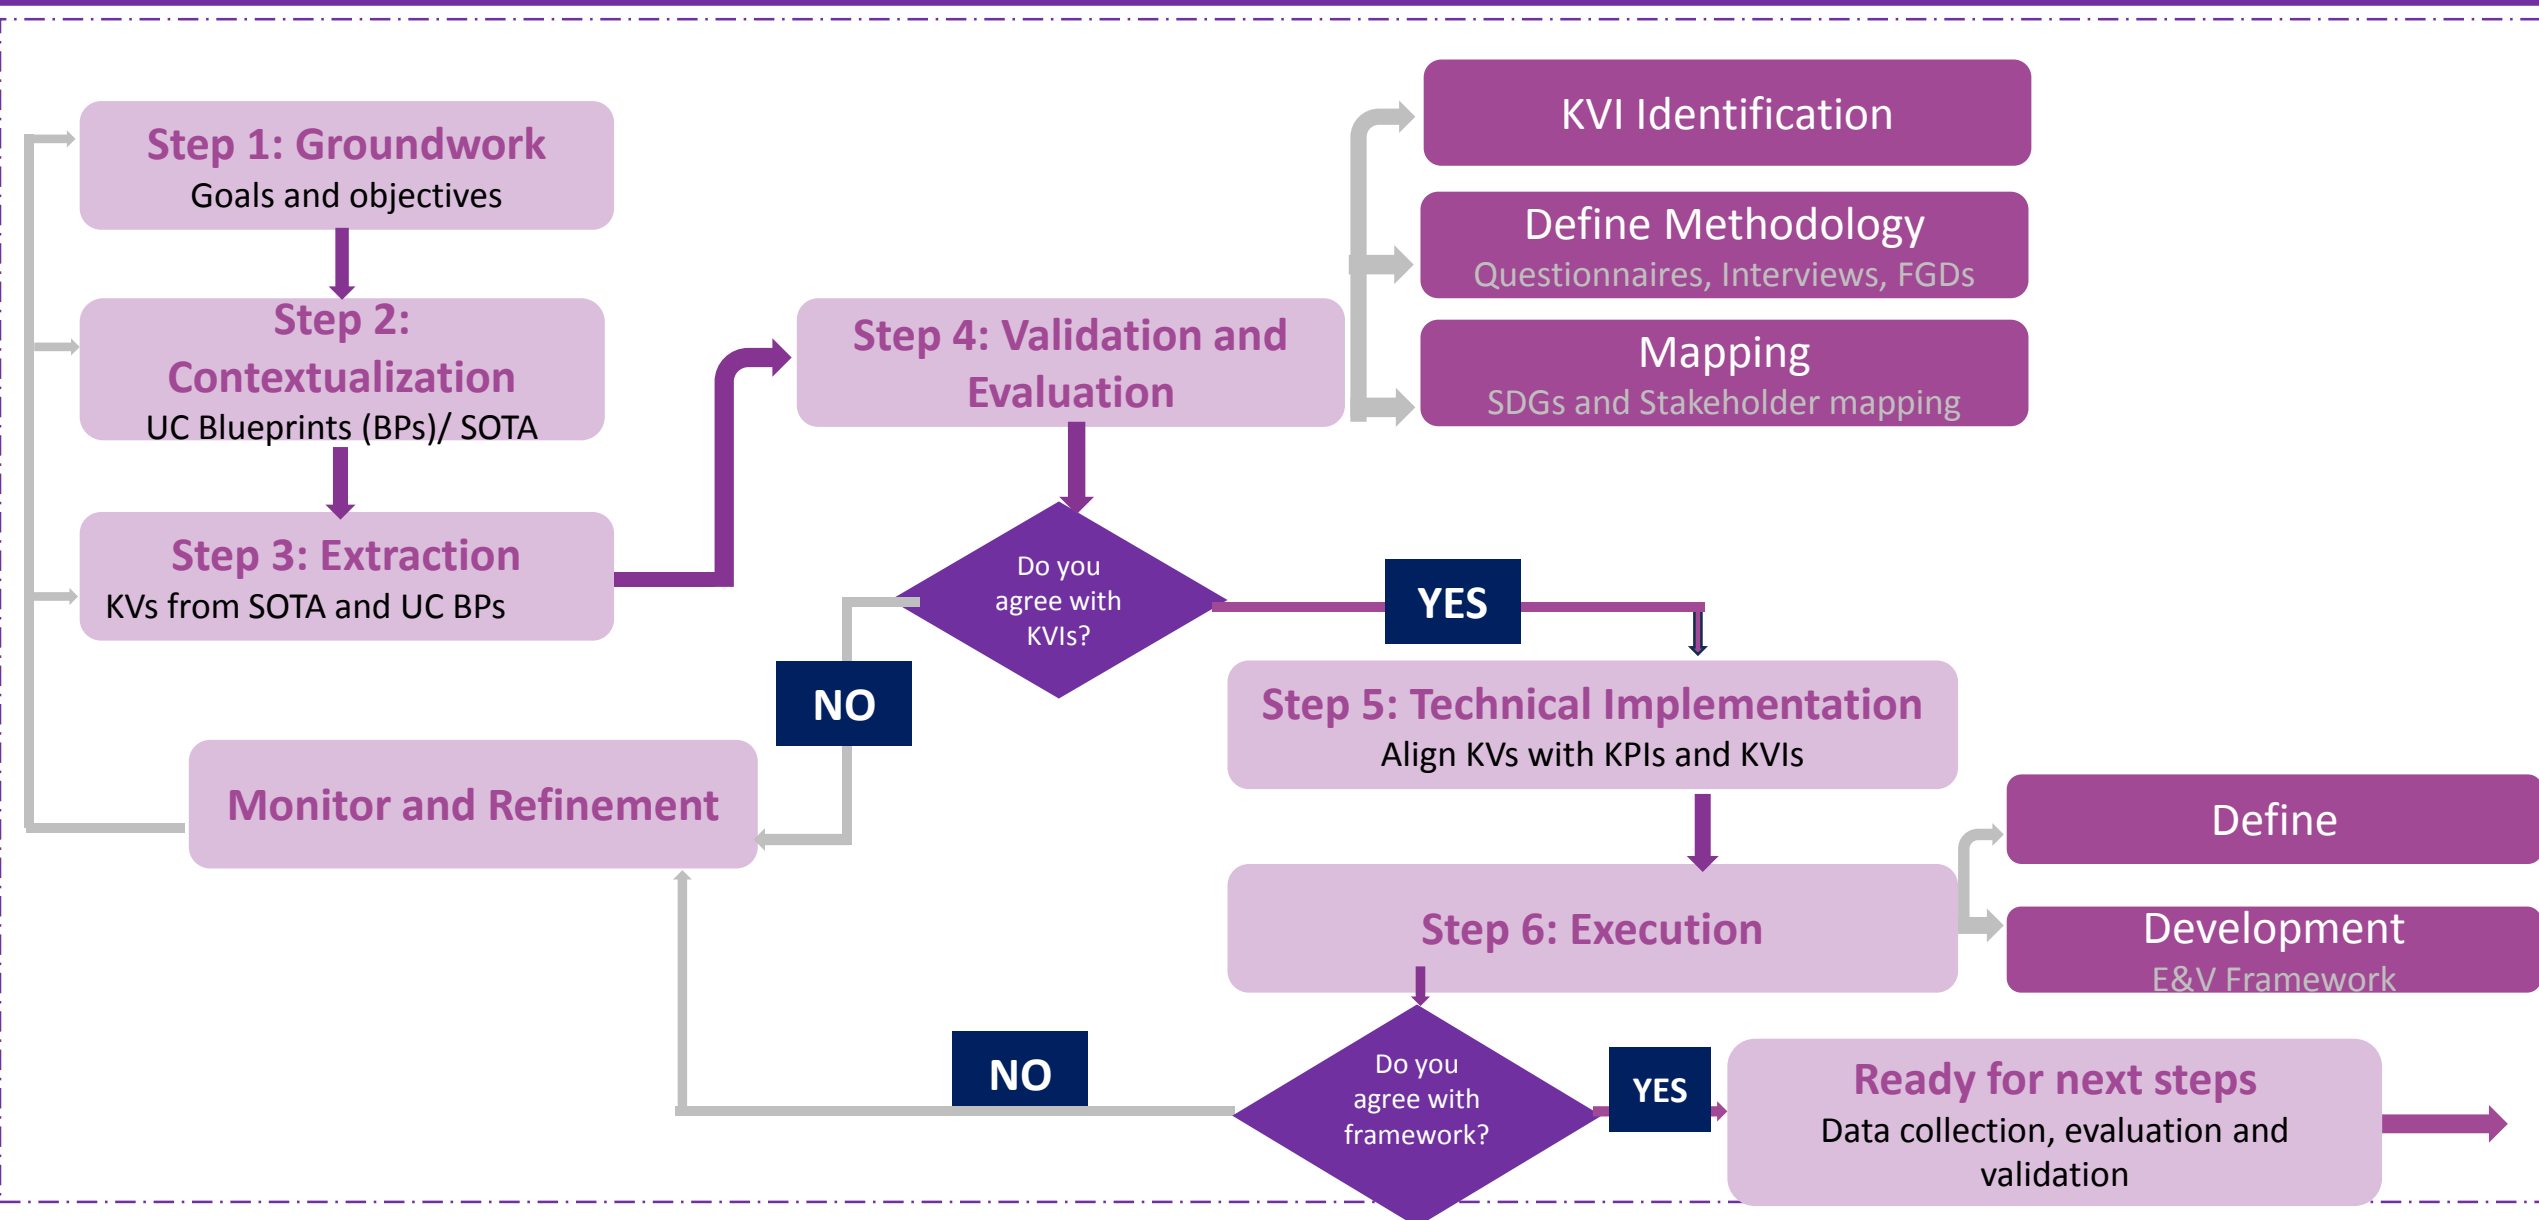 Step 1: Groundwork
Goals and objectives
Step 2:
Contextualization
UC Blueprints (BPs)/ SOTA
Step 3: Extraction
KVs from SOTA and UC BPs
Step 4: Validation and
Evaluation
KVI Identification
Define Methodology
Questionnaires, Interviews, FGDs
Mapping
SDGs and Stakeholder mapping
Do you
agree with
KVIs?
YES
NO
Monitor and Refinement
Step 5: Technical Implementation
Align KVs with KPIs and KVIs
Step 6: Execution
Define
Development
E&V Framework
Do you
agree with
framework?
NO
YES
Ready for next steps
Data collection, evaluation and
validation